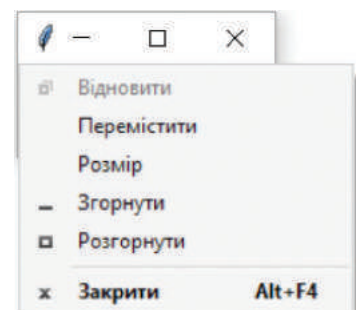 Відновити
Перемістити
Розмір
Згорнути
Розгорнути
Закрити Alt+F4